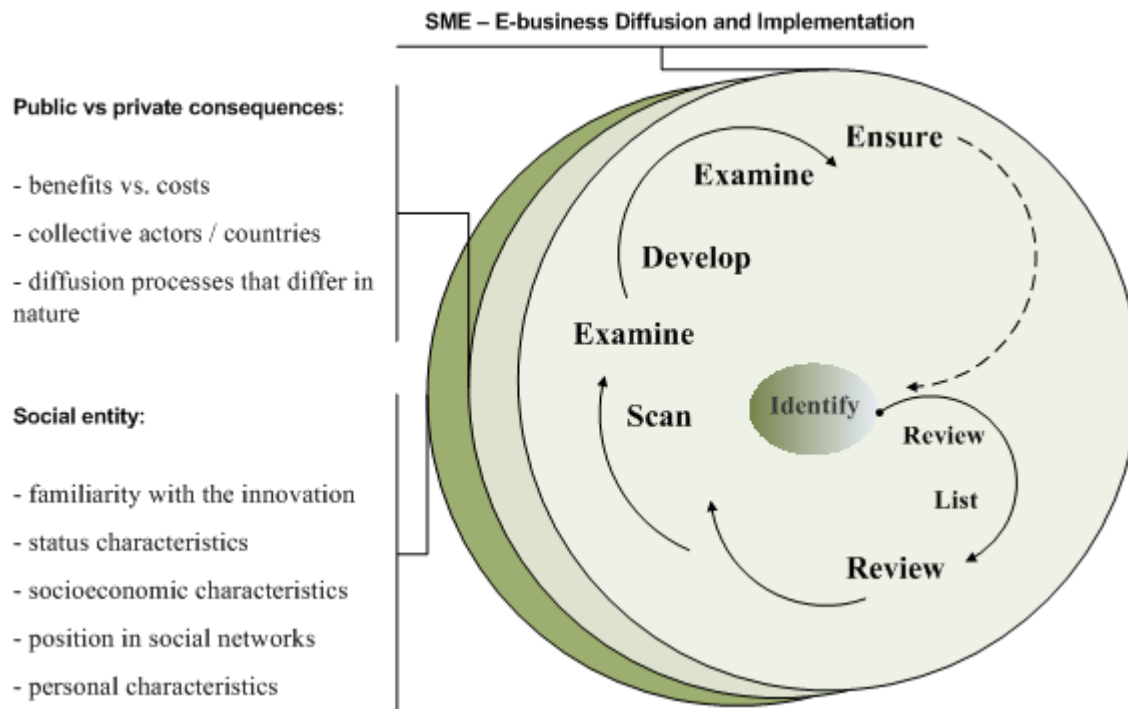 SME – E-business Diffusion and Implementation
Public vs private consequences:
- benefits vs. costs
- collective actors / countries
- diffusion processes that differ in
nature
Social entity:
- familiarity with the innovation
- status characteristics
- socioeconomic characteristics
- position in social networks
- personal characteristics
Ensure
Examine
Develop
Examine
Scan
Identify
Review
List
Review